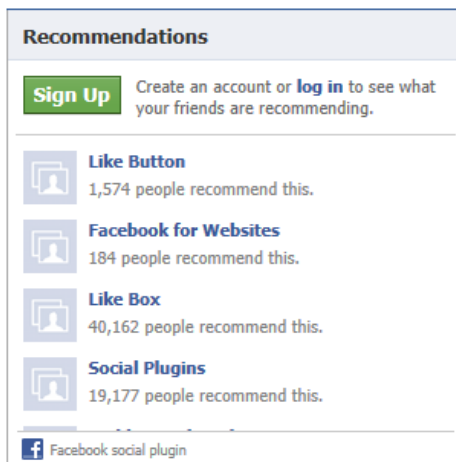 Recommendations
Sign Up
Create an account or log in to see what
your friends are recommending.
Like Button
1,574 people recommend this.
Facebook for Websites
184 people recommend this.
Like Box
40,162 people recommend this.
Social Plugins
19,177 people recommend this.
Facebook social plugin